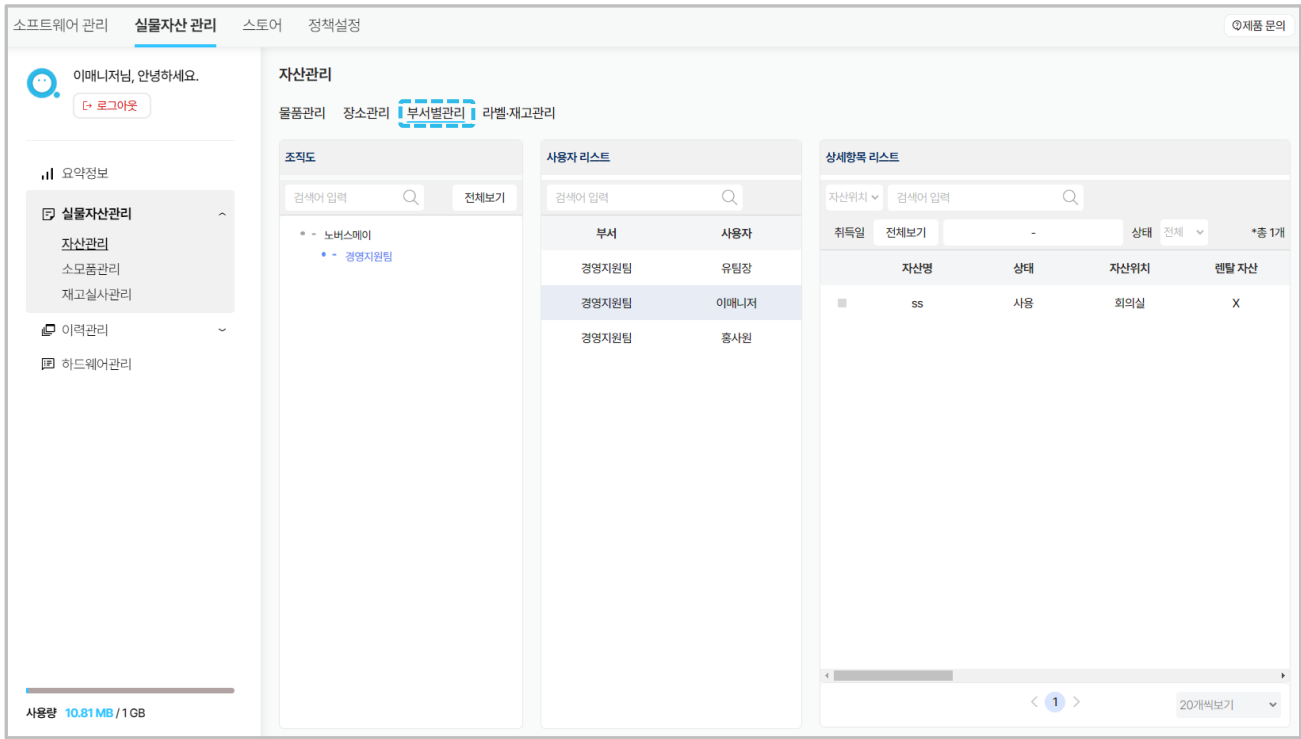 소프트웨어 관리 실물자산 관리 스토어 정책설정 제품 문의
이매니저님, 안녕하세요.
로그아웃
요약정보
실물자산관리
자산관리
소모품관리
재고실사관리
이력관리
하드웨어관리
사용량 10.81 MB / 1 GB
자산관리
물품관리 장소관리 부서별관리 라벨·재고관리
조직도
검색어 입력 전체보기
노버스메이
경영지원팀
사용자 리스트
검색어 입력
부서 사용자
경영지원팀 유팀장
경영지원팀 이매니저
경영지원팀 홍사원
상세항목 리스트
자산위치 검색어 입력
취득일 전체보기 - 상태 전체 *총 1개
자산명 상태 자산위치 렌탈 자산
ss 사용 회의실 X
1
20개씩보기